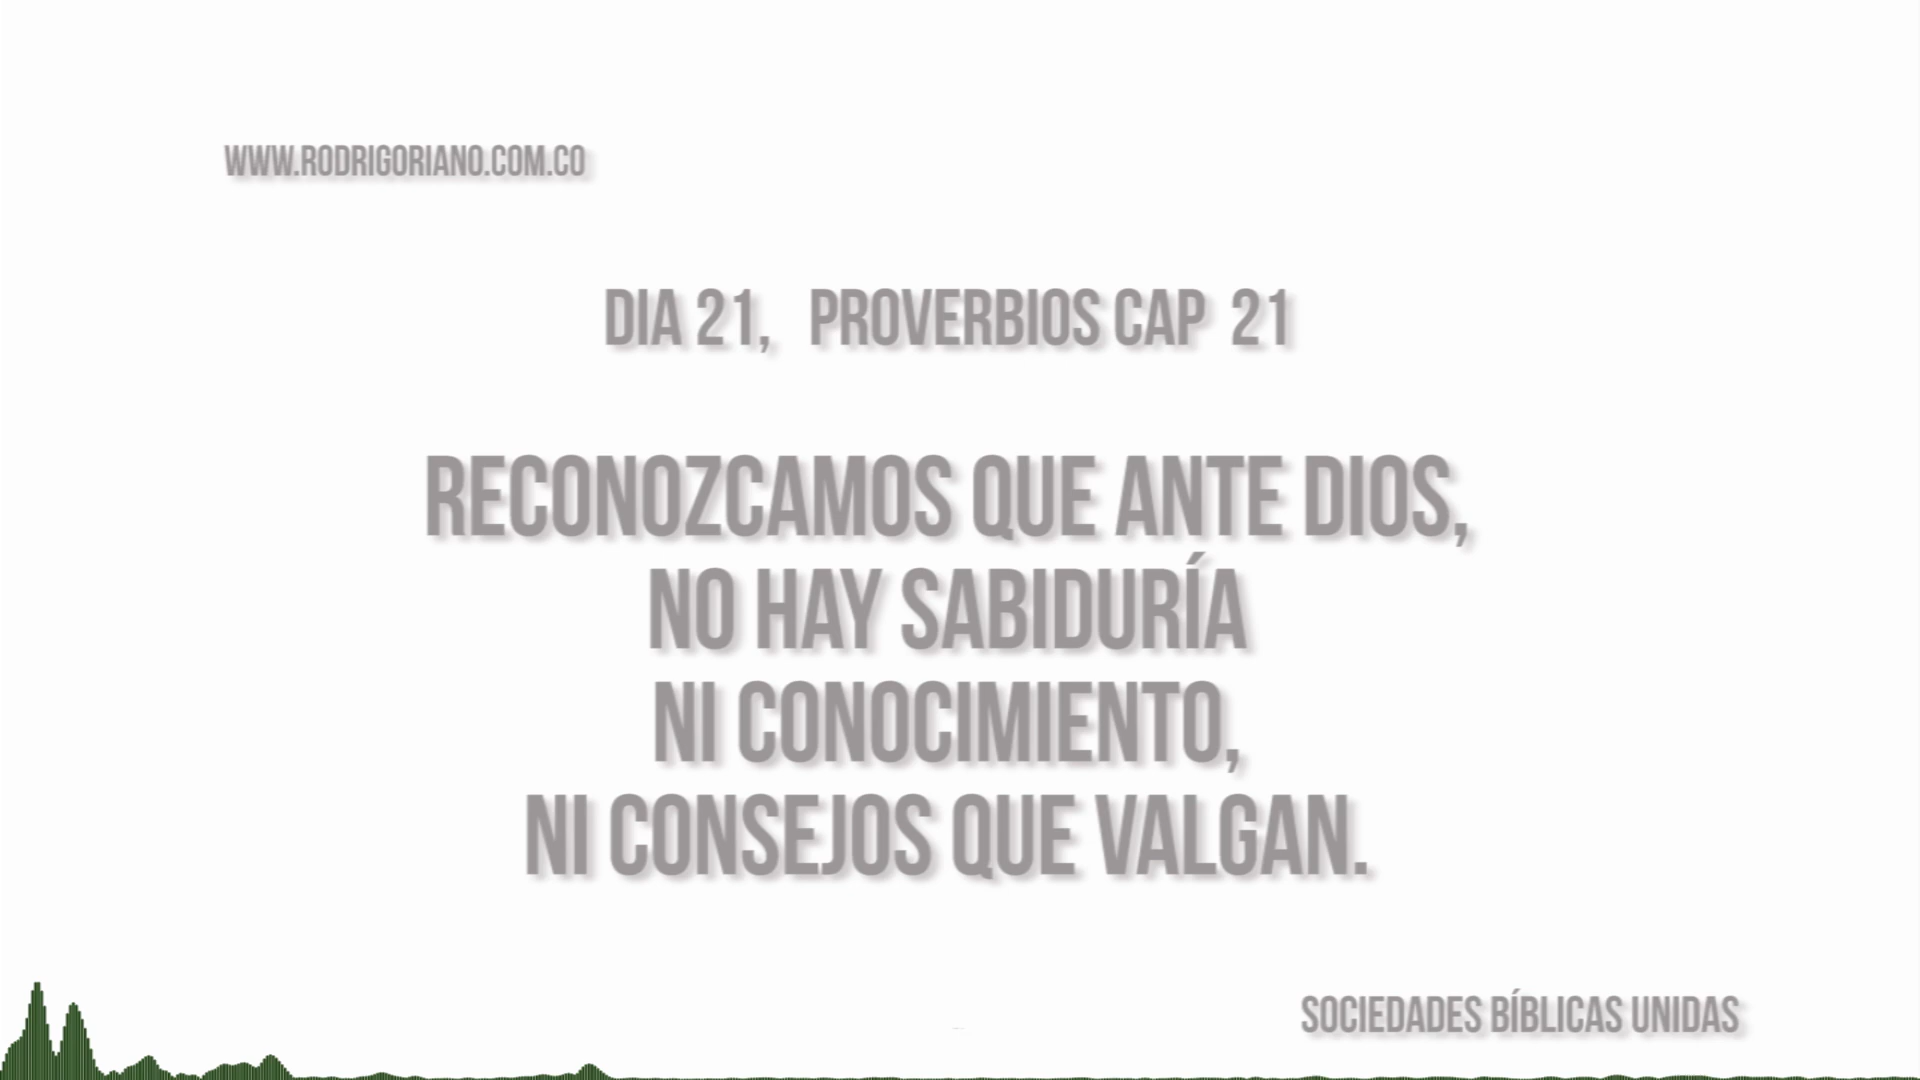 WWW.RODRIGORIANO.COM.CO
DIA 21, PROVERBIOS CAP 21
RECONOZCAMOS QUE ANTE DIOS,
NO HAY SABIDURÍA
NI CONOCIMIENTO,
NI CONSEJOS QUE VALGAN.
SOCIEDADES BÍBLICAS UNIDAS